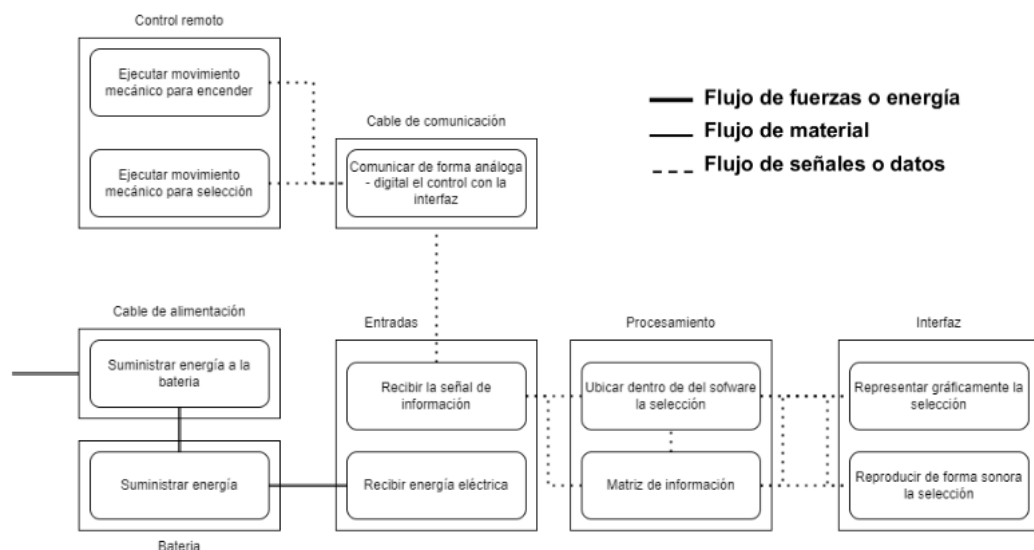 Control remoto
Ejecutar movimiento
mecánico para encender
Ejecutar movimiento
mecánico para selección
Cable de comunicación
Comunicar de forma análoga
- digital el control con la
interfaz
Flujo de fuerzas o energía
Flujo de material
Flujo de señales o datos
Cable de alimentación
Suministrar energía a la
bateria
Suministrar energía
Bateria
Entradas
Recibir la señal de
información
Recibir energía eléctrica
Procesamiento
Ubicar dentro de del sofware
la selección
Matriz de información
Interfaz
Representar gráficamente la
selección
Reproducir de forma sonora
la selección